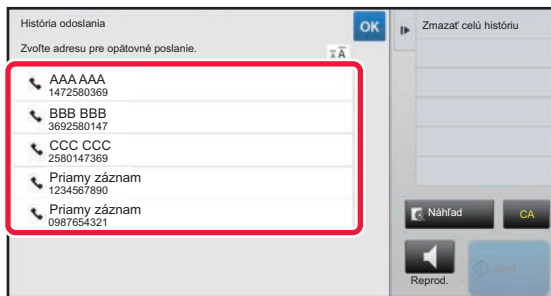 História odoslania
OK
Zmazať celú históriu
Zvoľte adresu pre opätovné poslanie.
AAA AAA
1472580369
BBB BBB
3692580147
CCC CCC
2580147369
Priamy záznam
1234567890
Priamy záznam
0987654321
Náhľad
CA
Reprod.
Štart